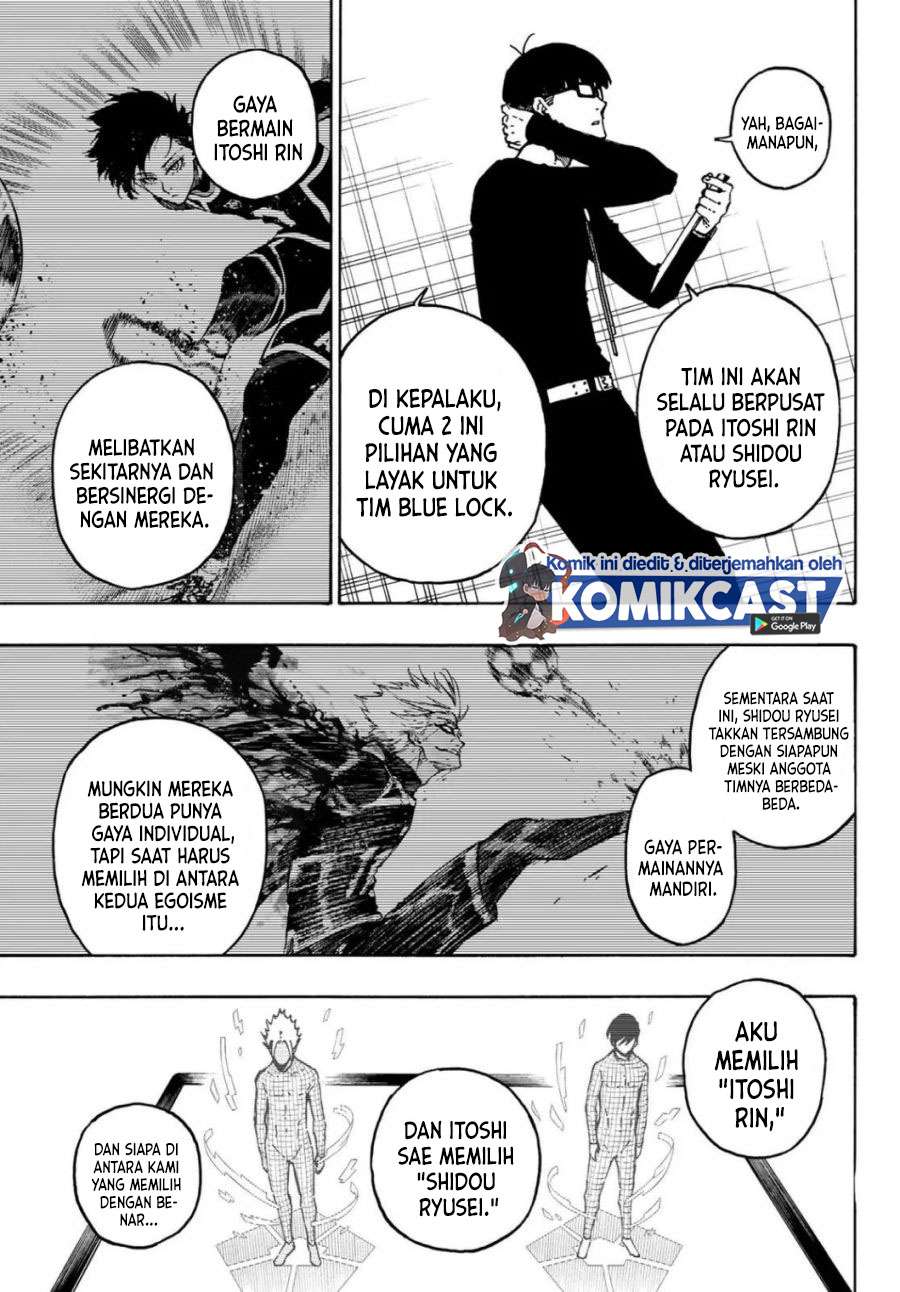 YAH, BAGAI-
MANAPUN,
TIM INI AKAN
SELALU BERPUSAT
PADA ITOSHI RIN
ATAU SHIDOU
RYUSEI.
DI KEPALAKU,
CUMA 2 INI
PILIHAN YANG
LAYAK UNTUK
TIM BLUE LOCK.
GAYA
BERMAIN
ITOSHI RIN
MELIBATKAN
SEKITARNYA DAN
BERSINERGI DE-
NGAN MEREKA.
Komik ini diedit & diterjemahkan oleh
KOMIKCAST
GET IT ON
Google Play
SEMENTARA SAAT
INI, SHIDOU RYUSEI
TAKKAN TERSAMBUNG
DENGAN SIAPAPUN
MESKI ANGGOTA
TIMNYA BERBEDA-
BEDA.
GAYA PER-
MAINANNYA
MANDIRI.
MUNGKIN MEREKA
BERDUA PUNYA
GAYA INDIVIDUAL,
TAPI SAAT HARUS
MEMILIH DI ANTARA
KEDUA EGOISME
ITU...
AKU
MEMILIH
"ITOSHI
RIN,"
DAN ITOSHI
SAE MEMILIH
"SHIDOU
RYUSEI."
DAN SIAPA DI
ANTARA KAMI
YANG MEMILIH
DENGAN BE-
NAR...